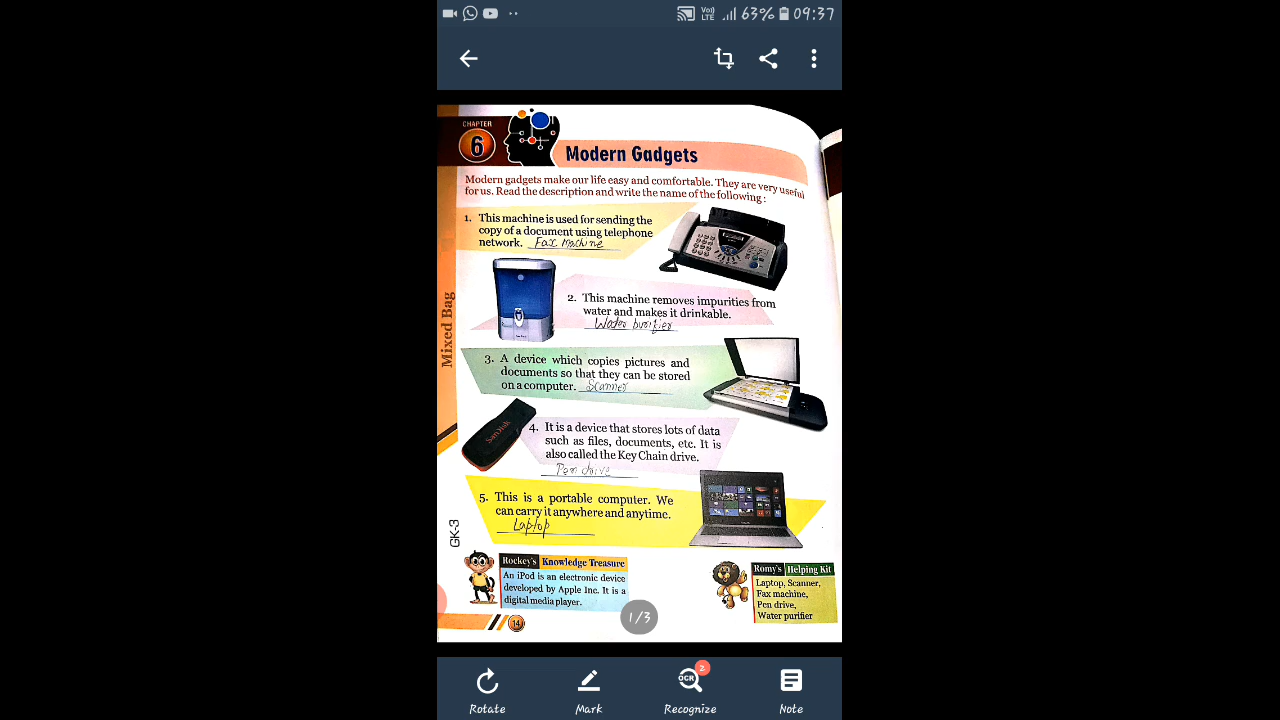 Vo))
LTE
63%
09:37
CHAPTER
6
Modern Gadgets
Modern gadgets make our life easy and comfortable. They are very useful
for us. Read the description and write the name of the following :
1. This machine is used for sending the
copy of a document using telephone
network. Fax machine
2. This machine removes impurities from
water and makes it drinkable.
Water purifier
3. A device which copies pictures and
documents so that they can be stored
on a computer. Scanner
SanDisk
4. It is a device that stores lots of data
such as files, documents, etc. It is
also called the Key Chain drive.
Pen drive
5. This is a portable computer. We
can carry it anywhere and anytime.
Laptop
Mixed Bag
GK-3
Rockey's Knowledge Treasure
An iPod is an electronic device
developed by Apple Inc. It is a
digital media player.
Romy's Helping Kit
Laptop, Scanner,
Fax machine,
Pen drive,
Water purifier
14
1/3
Rotate
Mark
OCR
2
Recognize
Note